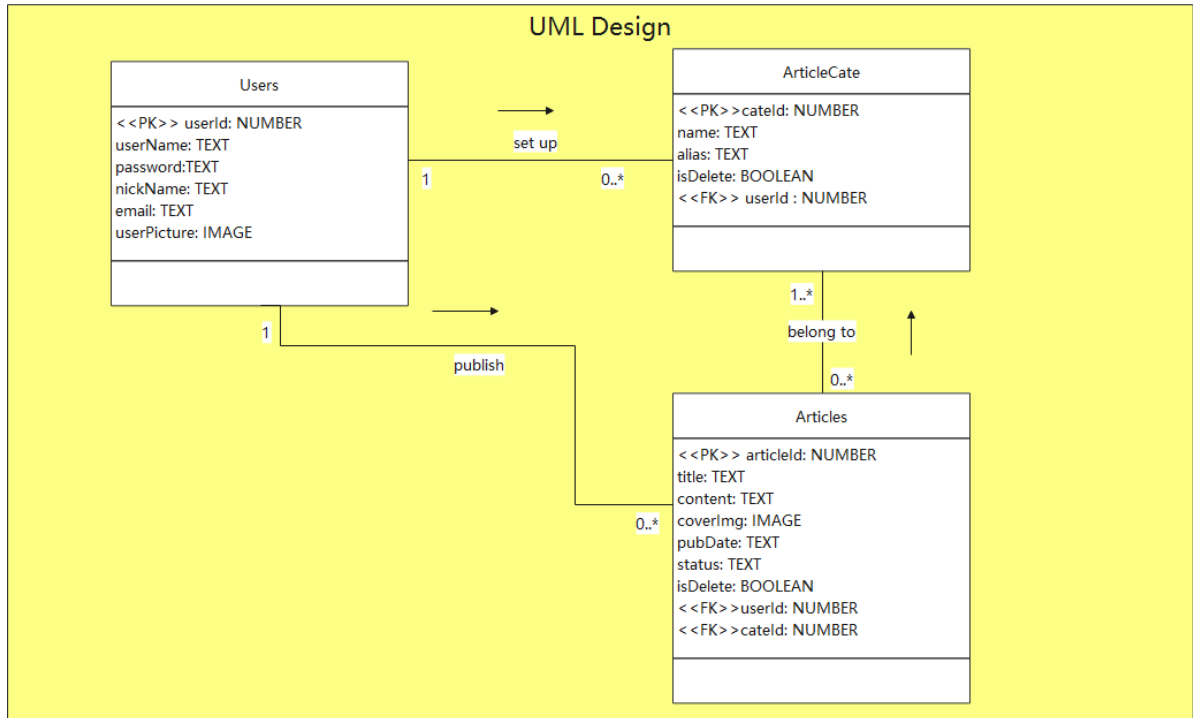 UML Design
Users
<<PK>> userId: NUMBER
userName: TEXT
password:TEXT
nickName: TEXT
email: TEXT
userPicture: IMAGE
set up
1
0..*
ArticleCate
<<PK>>cateId: NUMBER
name: TEXT
alias: TEXT
isDelete: BOOLEAN
<<FK>> userId : NUMBER
1
publish
0..*
1..*
belong to
0..*
Articles
<<PK>> articleId: NUMBER
title: TEXT
content: TEXT
coverImg: IMAGE
pubDate: TEXT
status: TEXT
isDelete: BOOLEAN
<<FK>>userId: NUMBER
<<FK>>cateId: NUMBER